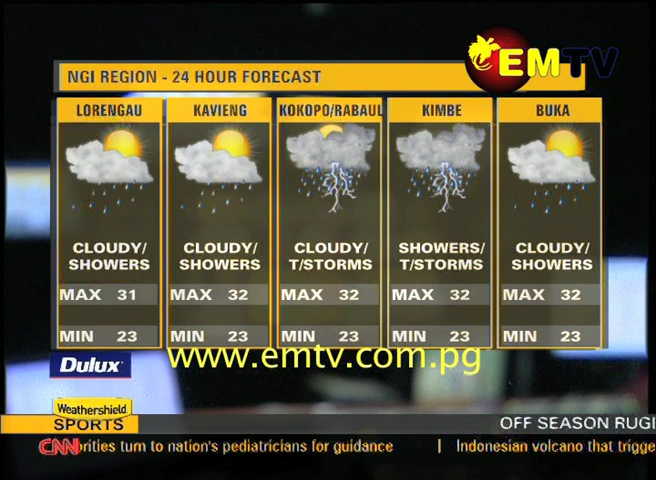 EMTV
NGI REGION - 24 HOUR FORECAST
LORENGAU
CLOUDY/
SHOWERS
MAX 31
MIN 23
KAVIENG
CLOUDY/
SHOWERS
MAX 32
MIN 23
KOKOPO/RABAUL
CLOUDY/
T/STORMS
MAX 32
MIN 23
KIMBE
SHOWERS/
T/STORMS
MAX 32
MIN 23
BUKA
CLOUDY/
SHOWERS
MAX 32
MIN 23
www.emtv.com.pg
Dulux
Weathershield
SPORTS
OFF SEASON RUGI
CNN orities turn to nation's pediatricians for guidance | Indonesian volcano that trigge